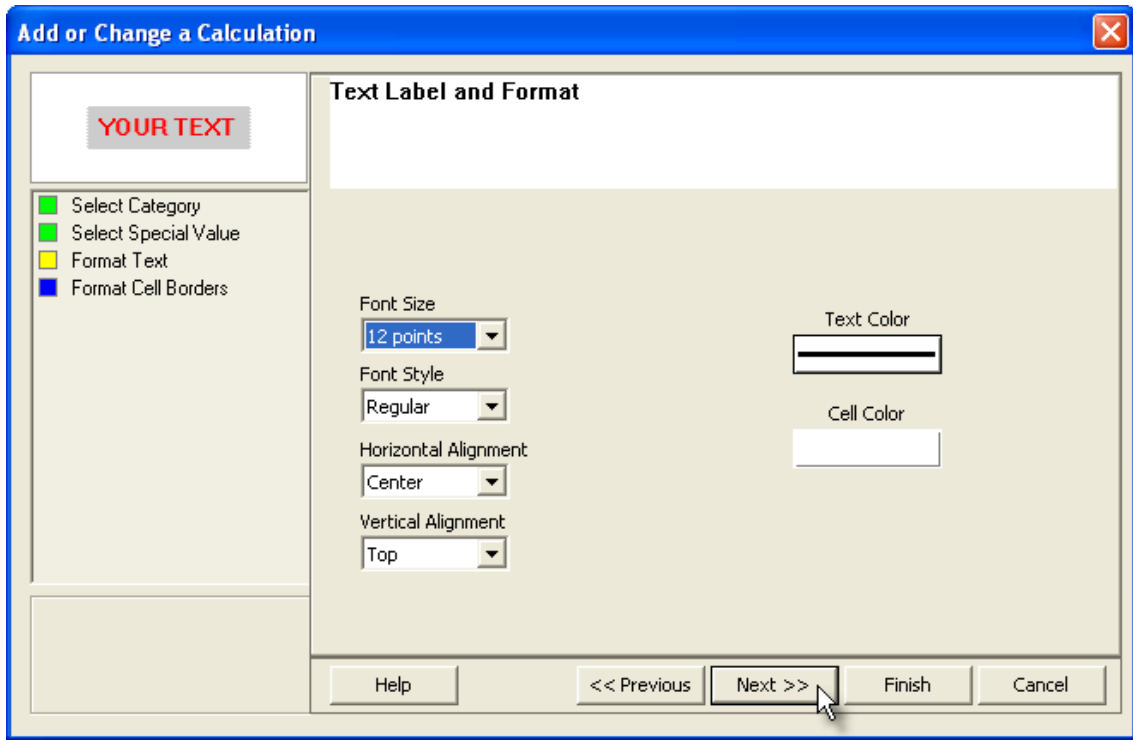 Add or Change a Calculation
YOUR TEXT
Text Label and Format
Select Category
Select Special Value
Format Text
Format Cell Borders
Font Size
12 points
Font Style
Regular
Horizontal Alignment
Center
Vertical Alignment
Top
Text Color
Cell Color
Help
<< Previous
Next >>
Finish
Cancel